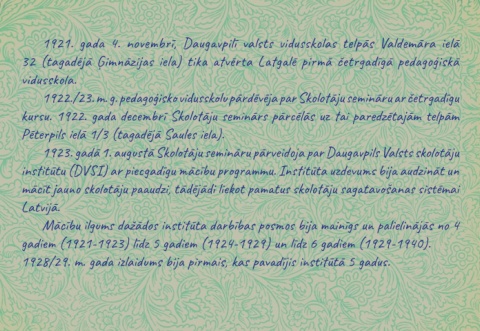 1921. gada 4. novembrī, Daugavpilī valsts vidusskolas telpās Valdemāra ielā
32 (tagadējā Ģimnāzijas iela) tika atvērta Latgalē pirmā četrgadīgā pedagoģiskā
vidusskola.
1922./23. m. g. pedagoģisko vidusskolu pārdēvēja par Skolotāju semināru ar četrgadīgu
kursu. 1922. gada decembrī Skolotāju seminārs pārcēlās uz tai paredzētajām telpām
Pēterpils ielā 1/3 (tagadējā Saules iela).
1923. gadā 1. augustā Skolotāju semināru pārveidoja par Daugavpils Valsts skolotāju
institūtu (DVSI) ar piecgadīgu mācību programmu. Institūta uzdevums bija audzināt un
mācīt jauno skolotāju paaudzi, tādējādi liekot pamatus skolotāju sagatavošanas sistēmai
Latvijā.
Mācību ilgums dažādos institūta darbības posmos bija mainīgs un palielinājās no 4
gadiem (1921-1923) līdz 5 gadiem (1924-1929) un līdz 6 gadiem (1929-1940).
1928/29. m. gada izlaidums bija pirmais, kas pavadījis institūtā 5 gadus.